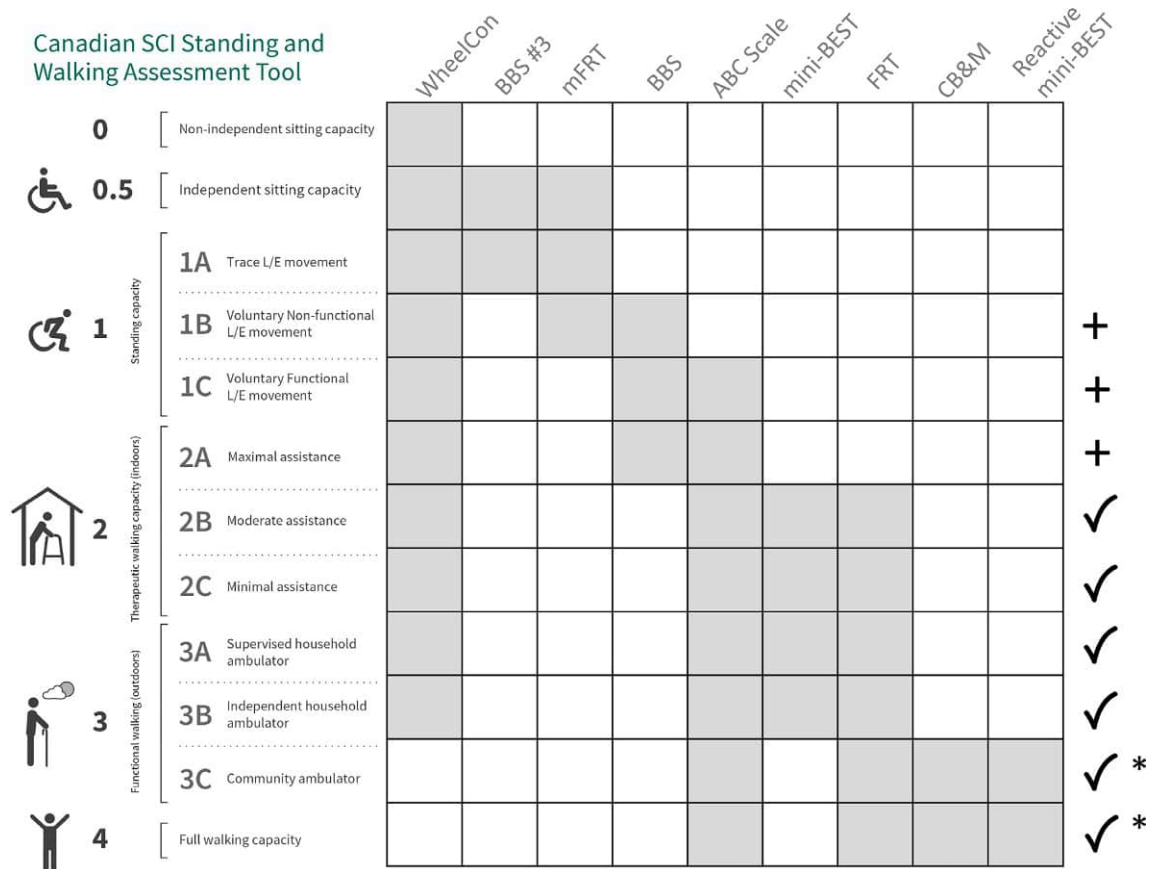 Canadian SCI Standing and
Walking Assessment Tool
WheelCon
BBS #3
mFRT
BBS
ABC Scale
mini-BEST
FRT
CB&M
Reactive
mini-BEST
0 Non-independent sitting capacity
0.5 Independent sitting capacity
Standing capacity
1
1A Trace L/E movement
1B Voluntary Non-functional
L/E movement
+
1C Voluntary Functional
L/E movement
+
Therapeutic walking capacity (indoors)
2
2A Maximal assistance
+
2B Moderate assistance
✓
2C Minimal assistance
✓
Functional walking (outdoors)
3
3A Supervised household
ambulator
✓
3B Independent household
ambulator
✓
3C Community ambulator
✓ *
4 Full walking capacity
✓ *